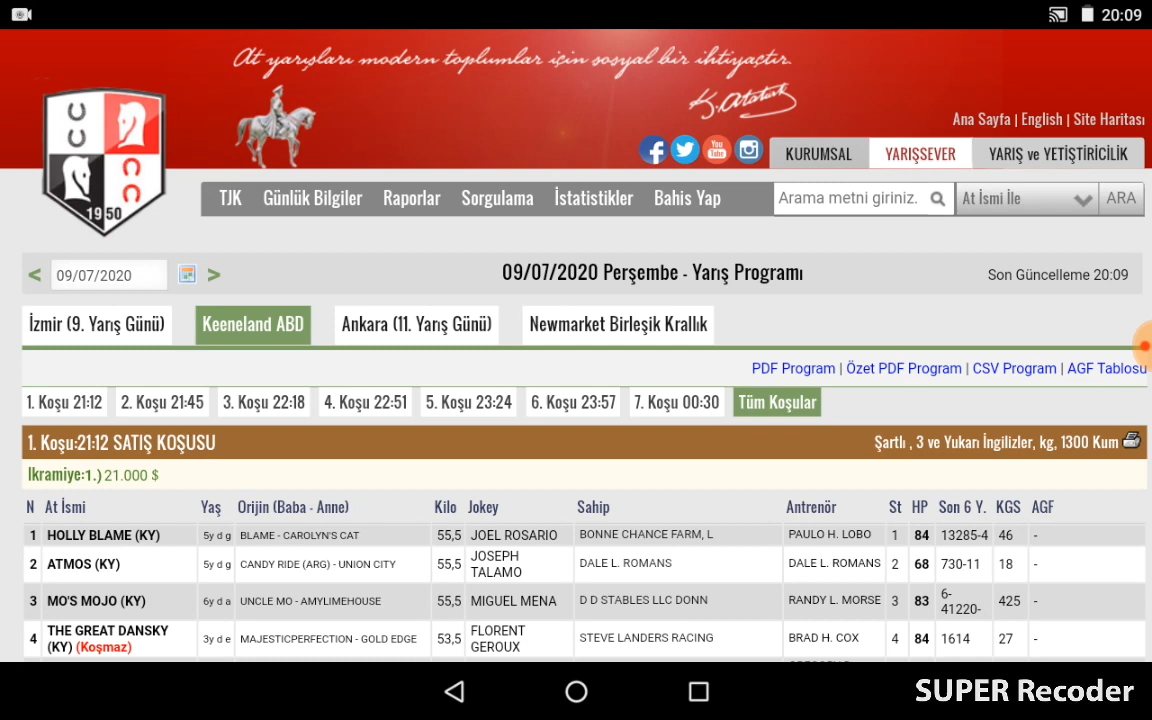 20:09
At yarışları modern toplumlar için sosyal bir ihtiyaçtır.
K. Atatürk
Ana Sayfa | English | Site Haritası
You Tube
KURUMSAL YARIŞSEVER YARIŞ ve YETİŞTİRİCİLİK
1950
TJK Günlük Bilgiler Raporlar Sorgulama İstatistikler Bahis Yap Arama metni giriniz. At İsmi İle ARA
< 09/07/2020 > 09/07/2020 Perşembe - Yarış Programı Son Güncelleme 20:09
İzmir (9. Yarış Günü) Keeneland ABD Ankara (11. Yarış Günü) Newmarket Birleşik Krallık
PDF Program | Özet PDF Program | CSV Program | AGF Tablosu
1. Koşu 21:12 2. Koşu 21:45 3. Koşu 22:18 4. Koşu 22:51 5. Koşu 23:24 6. Koşu 23:57 7. Koşu 00:30 Tüm Koşular
1. Koşu:21:12 SATIŞ KOŞUSU Şartlı , 3 ve Yukarı İngilizler, kg, 1300 Kum
Ikramiye:1.) 21.000 $
N At İsmi Yaş Orijin (Baba - Anne) Kilo Jokey Sahip Antrenör St HP Son 6 Y. KGS AGF
1 HOLLY BLAME (KY) 5y d g BLAME - CAROLYN'S CAT 55,5 JOEL ROSARIO BONNE CHANCE FARM, L PAULO H. LOBO 1 84 13285-4 46 -
2 ATMOS (KY) 5y d g CANDY RIDE (ARG) - UNION CITY 55,5 JOSEPH TALAMO DALE L. ROMANS DALE L. ROMANS 2 68 730-11 18 -
3 MO'S MOJO (KY) 6y d a UNCLE MO - AMYLIMEHOUSE 55,5 MIGUEL MENA D D STABLES LLC DONN RANDY L. MORSE 3 83 6-41220- 425 -
4 THE GREAT DANSKY (KY) (Koşmaz) 3y d e MAJESTICPERFECTION - GOLD EDGE 53,5 FLORENT GEROUX STEVE LANDERS RACING BRAD H. COX 4 84 1614 27 -
SUPER Recoder